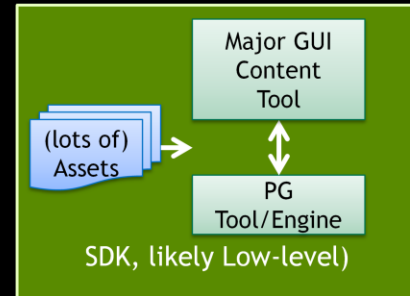 Major GUI
Content
Tool
(lots of)
Assets
PG
Tool/Engine
SDK, likely Low-level)